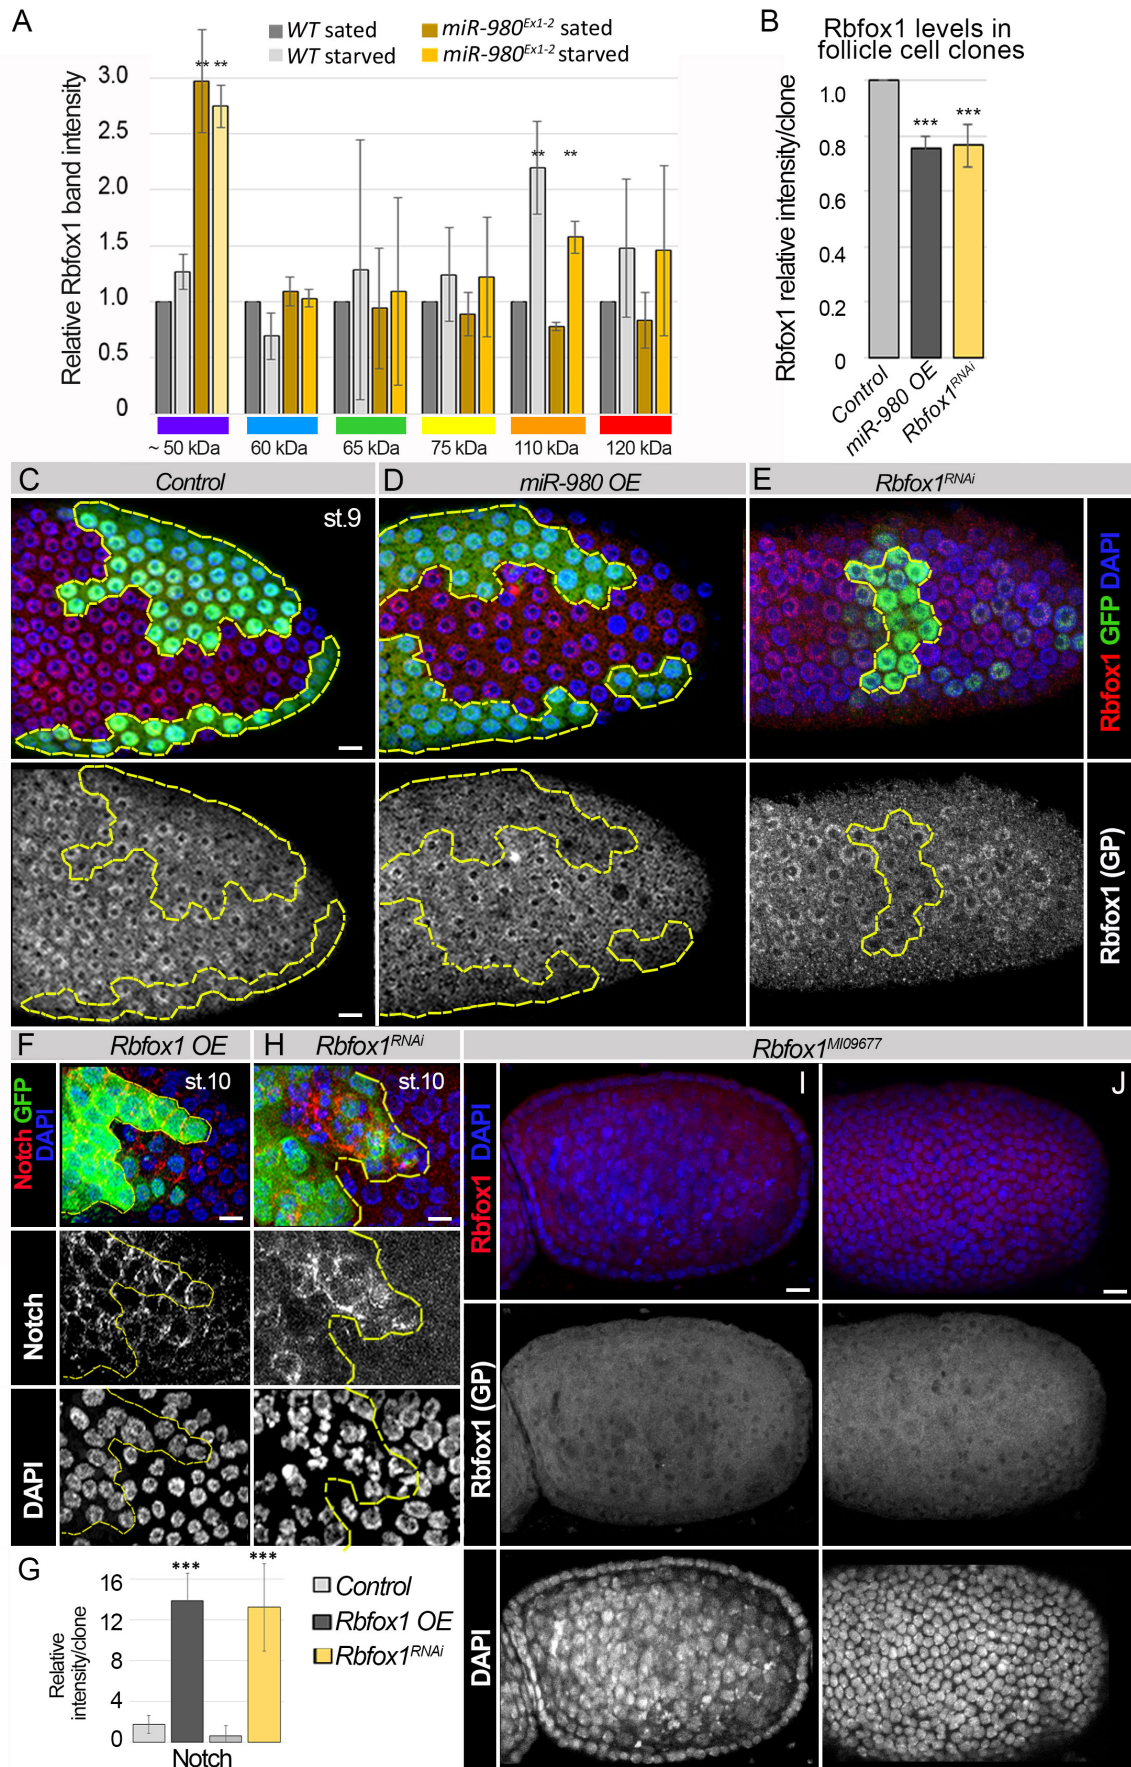 A
WT sated
miR-980Ex1-2 sated
WT starved
miR-980Ex1-2 starved
Relative Rbfox1 band intensity
3.0
2.5
2.0
1.5
1.0
0.5
0
** **
** **
~ 50 kDa
60 kDa
65 kDa
75 kDa
110 kDa
120 kDa
B
Rbfox1 levels in
follicle cell clones
Rbfox1 relative intensity/clone
1.0
0.8
0.6
0.4
0.2
0
***
***
Control
miR-980 OE
Rbfox1RNAi
C
Control
D
miR-980 OE
E
Rbfox1RNAi
st.9
Rbfox1 GFP DAPI
Rbfox1 (GP)
F
Rbfox1 OE
H
Rbfox1RNAi
Rbfox1MI09677
st.10
st.10
I
J
Notch GFP
DAPI
Notch
DAPI
Rbfox1 DAPI
Rbfox1 (GP)
DAPI
G
Relative
intensity/clone
16
12
8
4
0
***
***
Notch
Control
Rbfox1 OE
Rbfox1RNAi